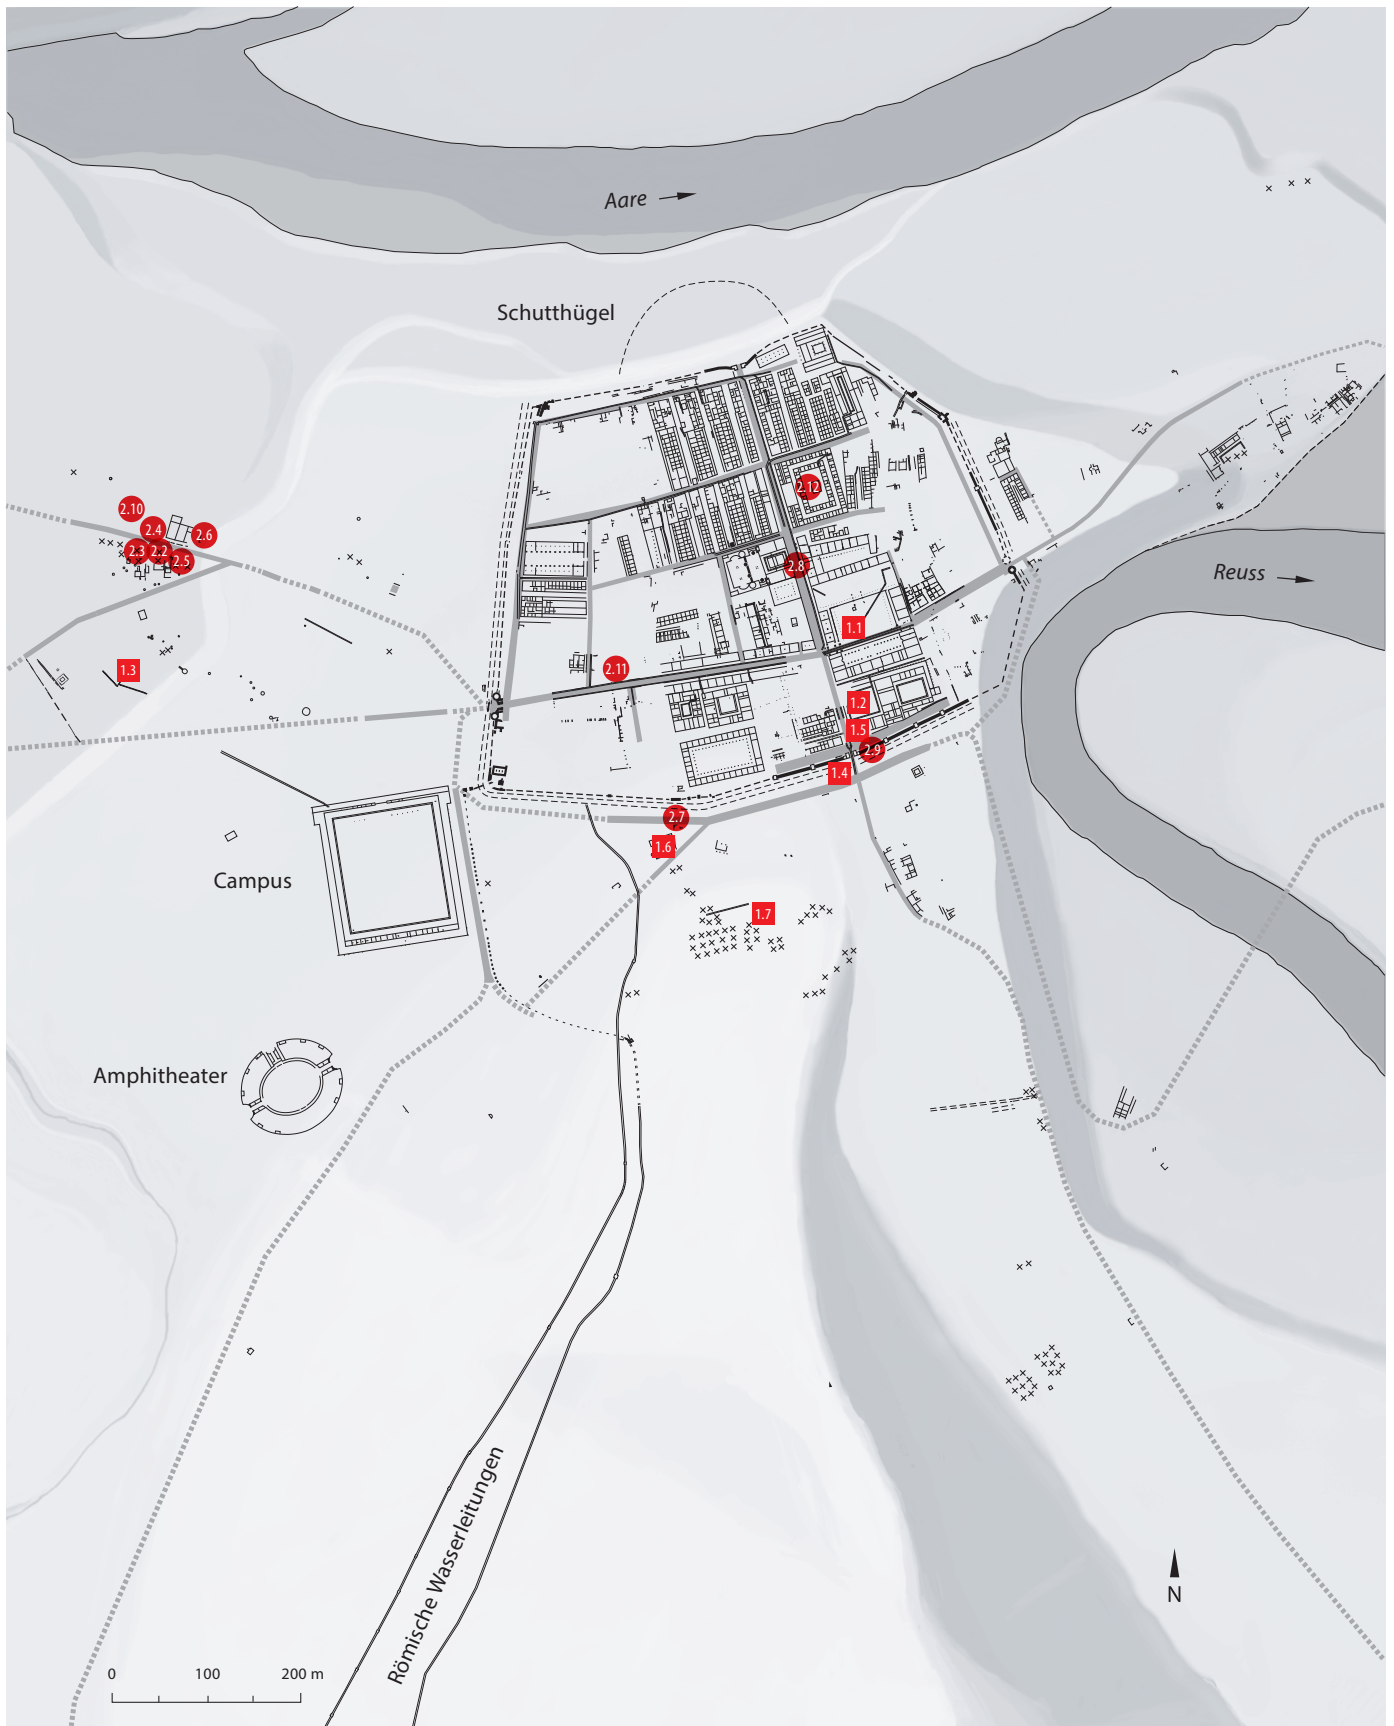 Aare
Schutthügel
2.12
2.10
2.4
2.6
2.3
2.2
2.5
2.8
Reuss
1.1
1.3
2.11
1.2
1.5
2.9
1.4
2.7
1.6
Campus
1.7
Amphitheater
Römische Wasserleitungen
N
0 100 200 m